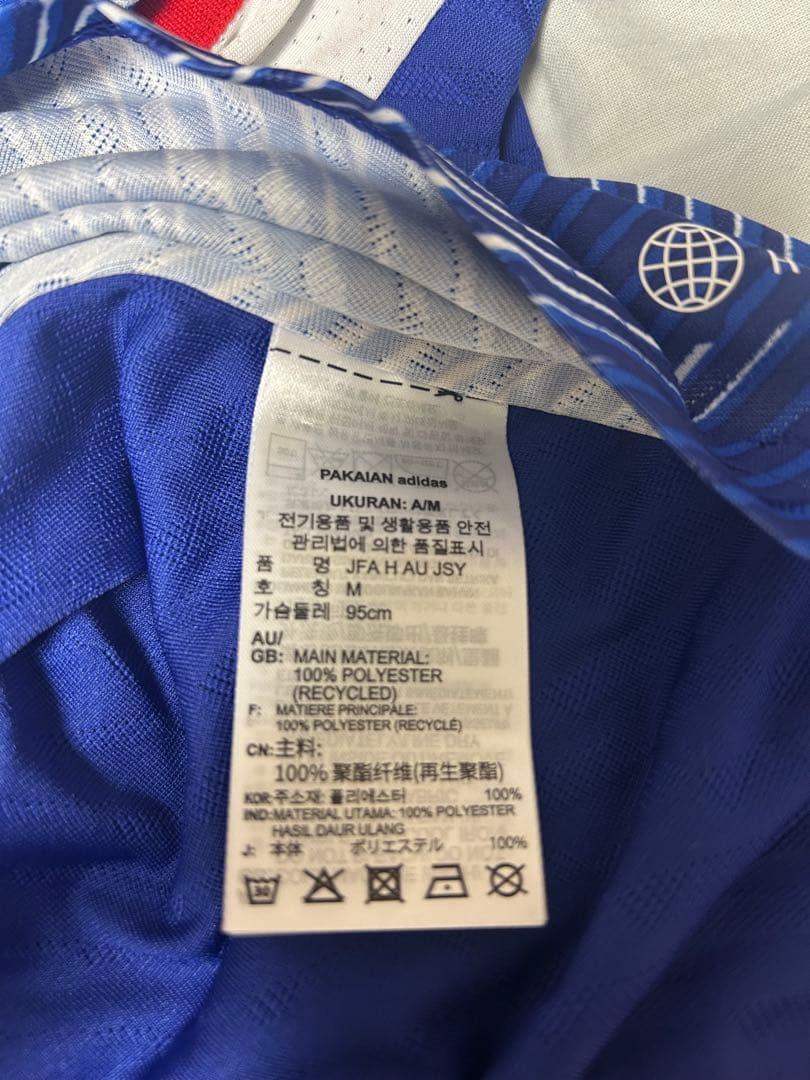 PAKAIAN adidas
UKURAN: A/M
전기용품 및 생활용품 안전
관리법에 의한 품질표시
품 명 JFA H AU JSY
호 칭 M
가슴둘레 95cm
AU/
GB: MAIN MATERIAL:
100% POLYESTER
(RECYCLED)
F: MATIERE PRINCIPALE:
100% POLYESTER (RECYCLÉ)
CN:主料:
100% 聚酯纤维(再生聚酯)
KOR:주소재: 폴리에스터 100%
IND:MATERIAL UTAMA: 100% POLYESTER
HASIL DAUR ULANG
J: 本体 ポリエステル 100%
30